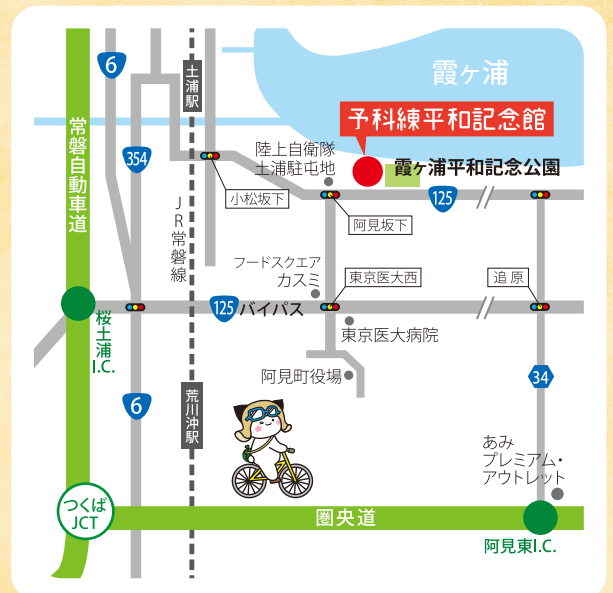 6
土浦駅
霞ヶ浦
予科練平和記念館
常磐自動車道
354
陸上自衛隊
土浦駐屯地
霞ヶ浦平和記念公園
小松坂下
125
阿見坂下
JR常磐線
フードスクエア
カスミ
東京医大西
追原
125
バイパス
桜土浦
I.C.
東京医大病院
阿見町役場
34
6
荒川沖駅
あみ
プレミアム・
アウトレット
つくば
JCT
圏央道
阿見東I.C.